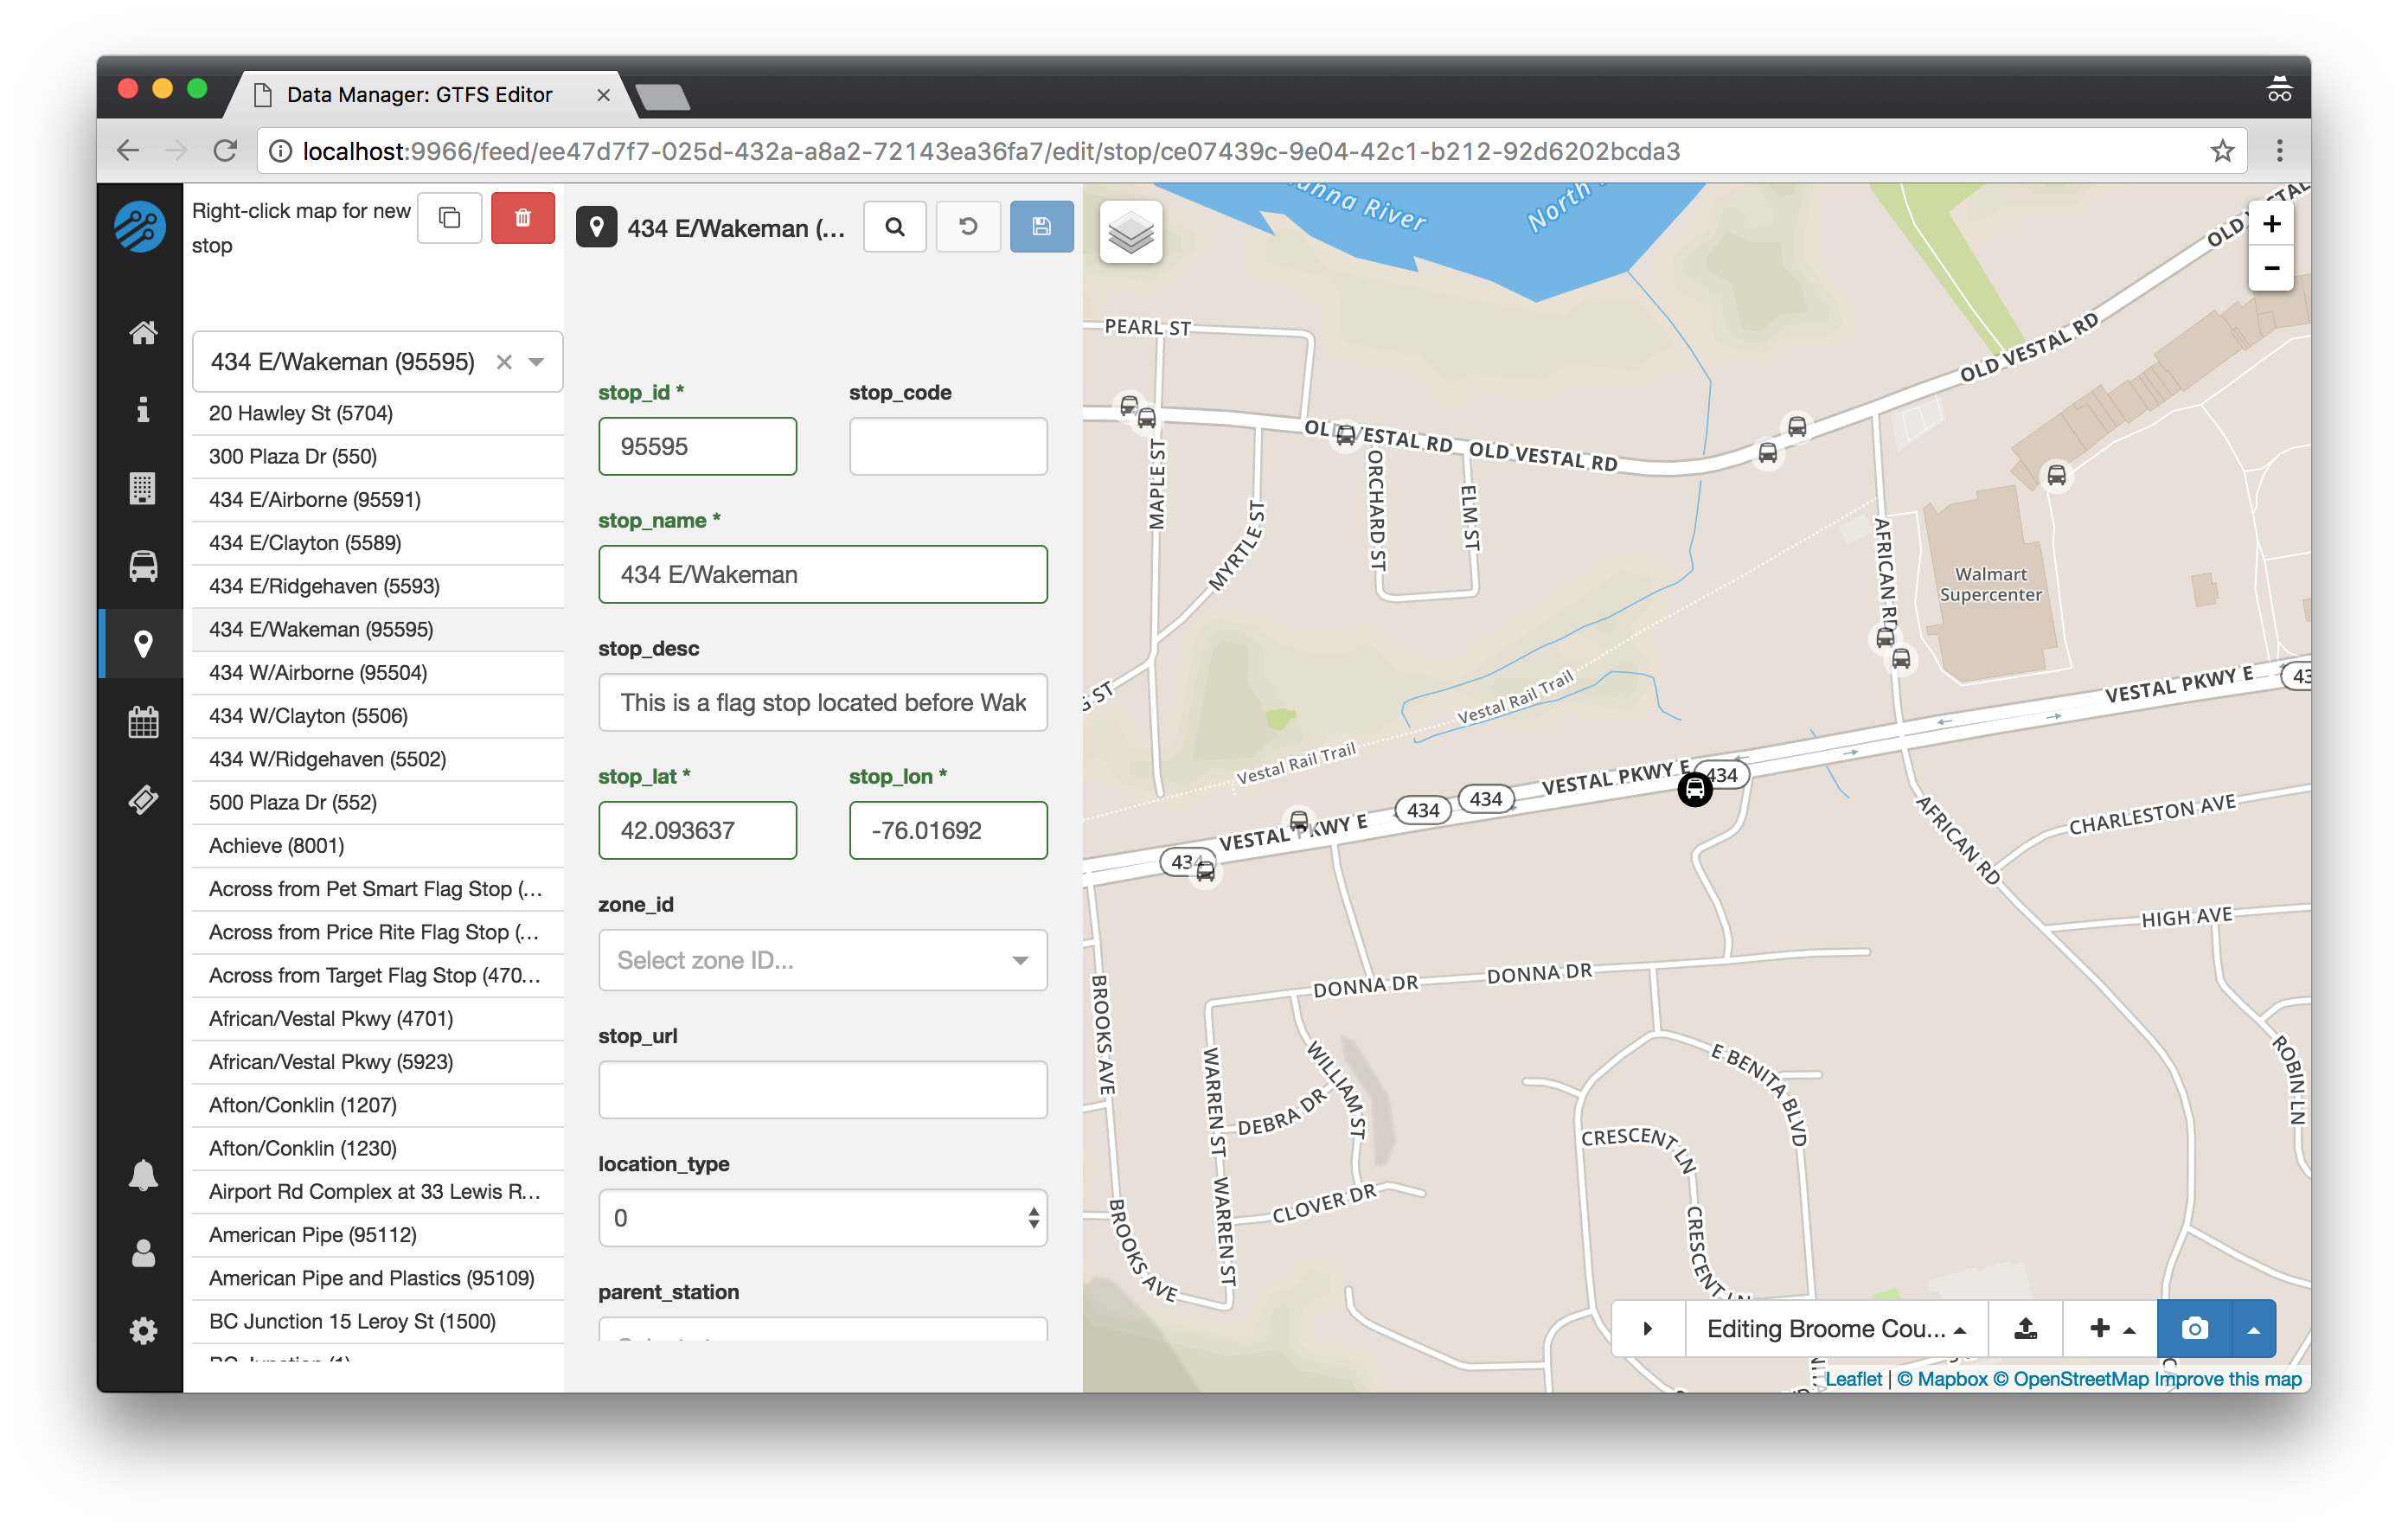 Data Manager: GTFS Editor
localhost:9966/feed/ee47d7f7-025d-432a-a8a2-72143ea36fa7/edit/stop/ce07439c-9e04-42c1-b212-92d6202bcda3
Right-click map for new
stop
434 E/Wakeman (95595)
20 Hawley St (5704)
300 Plaza Dr (550)
434 E/Airborne (95591)
434 E/Clayton (5589)
434 E/Ridgehaven (5593)
434 E/Wakeman (95595)
434 W/Airborne (95504)
434 W/Clayton (5506)
434 W/Ridgehaven (5502)
500 Plaza Dr (552)
Achieve (8001)
Across from Pet Smart Flag Stop (...
Across from Price Rite Flag Stop (...
Across from Target Flag Stop (470...
African/Vestal Pkwy (4701)
African/Vestal Pkwy (5923)
Afton/Conklin (1207)
Afton/Conklin (1230)
Airport Rd Complex at 33 Lewis R...
American Pipe (95112)
American Pipe and Plastics (95109)
BC Junction 15 Leroy St (1500)
BC Junction (1)
434 E/Wakeman (...
stop_id *
stop_code
95595
stop_name *
434 E/Wakeman
stop_desc
This is a flag stop located before Wak
stop_lat *
stop_lon *
42.093637
-76.01692
zone_id
Select zone ID...
stop_url
location_type
0
parent_station
anna River
North
OLD VESTAL RD
+
-
PEARL ST
OLD VESTAL RD
OLD VESTAL RD
OLD VESTAL RD
MAPLE ST
MYRTLE ST
ORCHARD ST
ELM ST
AFRICAN RD
Walmart
Supercenter
G ST
Vestal Rail Trail
Vestal Rail Trail
VESTAL PKWY E
43
VESTAL PKWY E
434
434
434
VESTAL PKWY E
434
AFRICAN RD
CHARLESTON AVE
HIGH AVE
DONNA DR
DONNA DR
BROOKS AVE
WARREN ST
WILLIAM ST
DEBRA DR
E BENITA BLVD
ROBIN LN
CRESCENT LN
CLOVER DR
BROOKS AVE
WARREN ST
CRESCENT LN
Editing Broome Cou...
Leaflet | © Mapbox © OpenStreetMap Improve this map